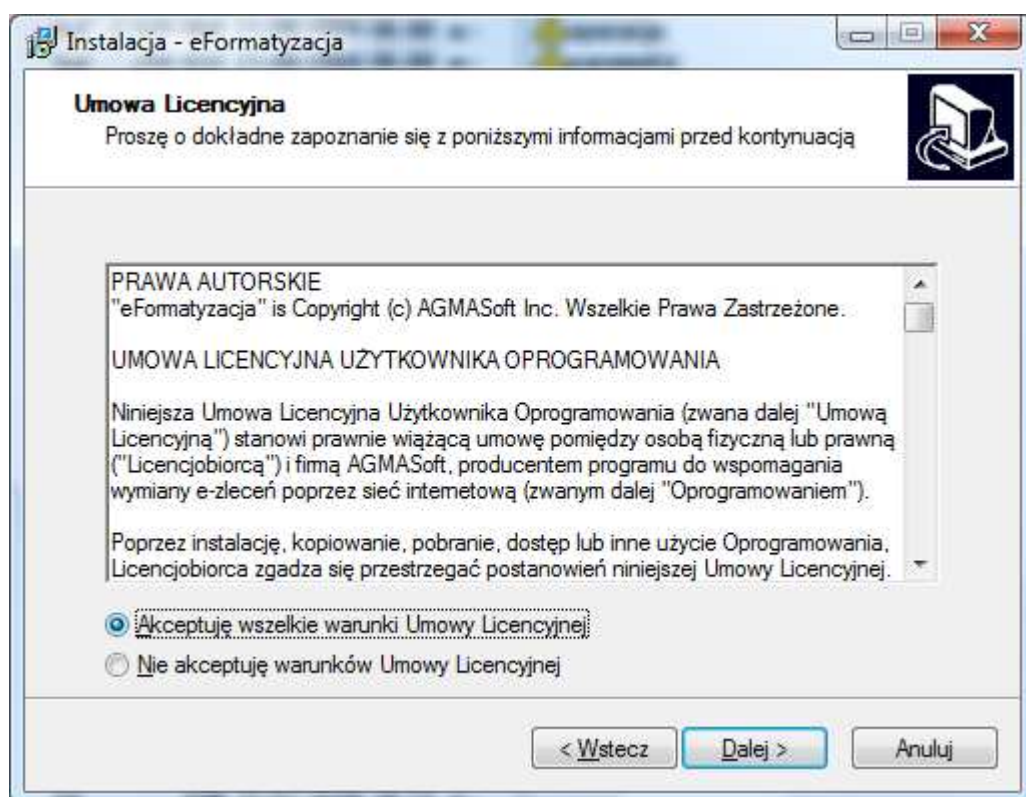 Instalacja - eFormatyzacja
Umowa Licencyjna
Proszę o dokładne zapoznanie się z poniższymi informacjami przed kontynuacją
PRAWA AUTORSKIE
"eFormatyzacja" is Copyright (c) AGMASoft Inc. Wszelkie Prawa Zastrzeżone.
UMOWA LICENCYJNA UŻYTKOWNIKA OPROGRAMOWANIA
Niniejsza Umowa Licencyjna Użytkownika Oprogramowania (zwana dalej "Umową
Licencyjną") stanowi prawnie wiążącą umowę pomiędzy osobą fizyczną lub prawną
("Licencjobiorcą") i firmą AGMASoft, producentem programu do wspomagania
wymiany e-zleceń poprzez sieć internetową (zwanym dalej "Oprogramowaniem").
Poprzez instalację, kopiowanie, pobranie, dostęp lub inne użycie Oprogramowania,
Licencjobiorca zgadza się przestrzegać postanowień niniejszej Umowy Licencyjnej.
Akceptuję wszelkie warunki Umowy Licencyjnej
Nie akceptuję warunków Umowy Licencyjnej
< Wstecz Dalej > Anuluj